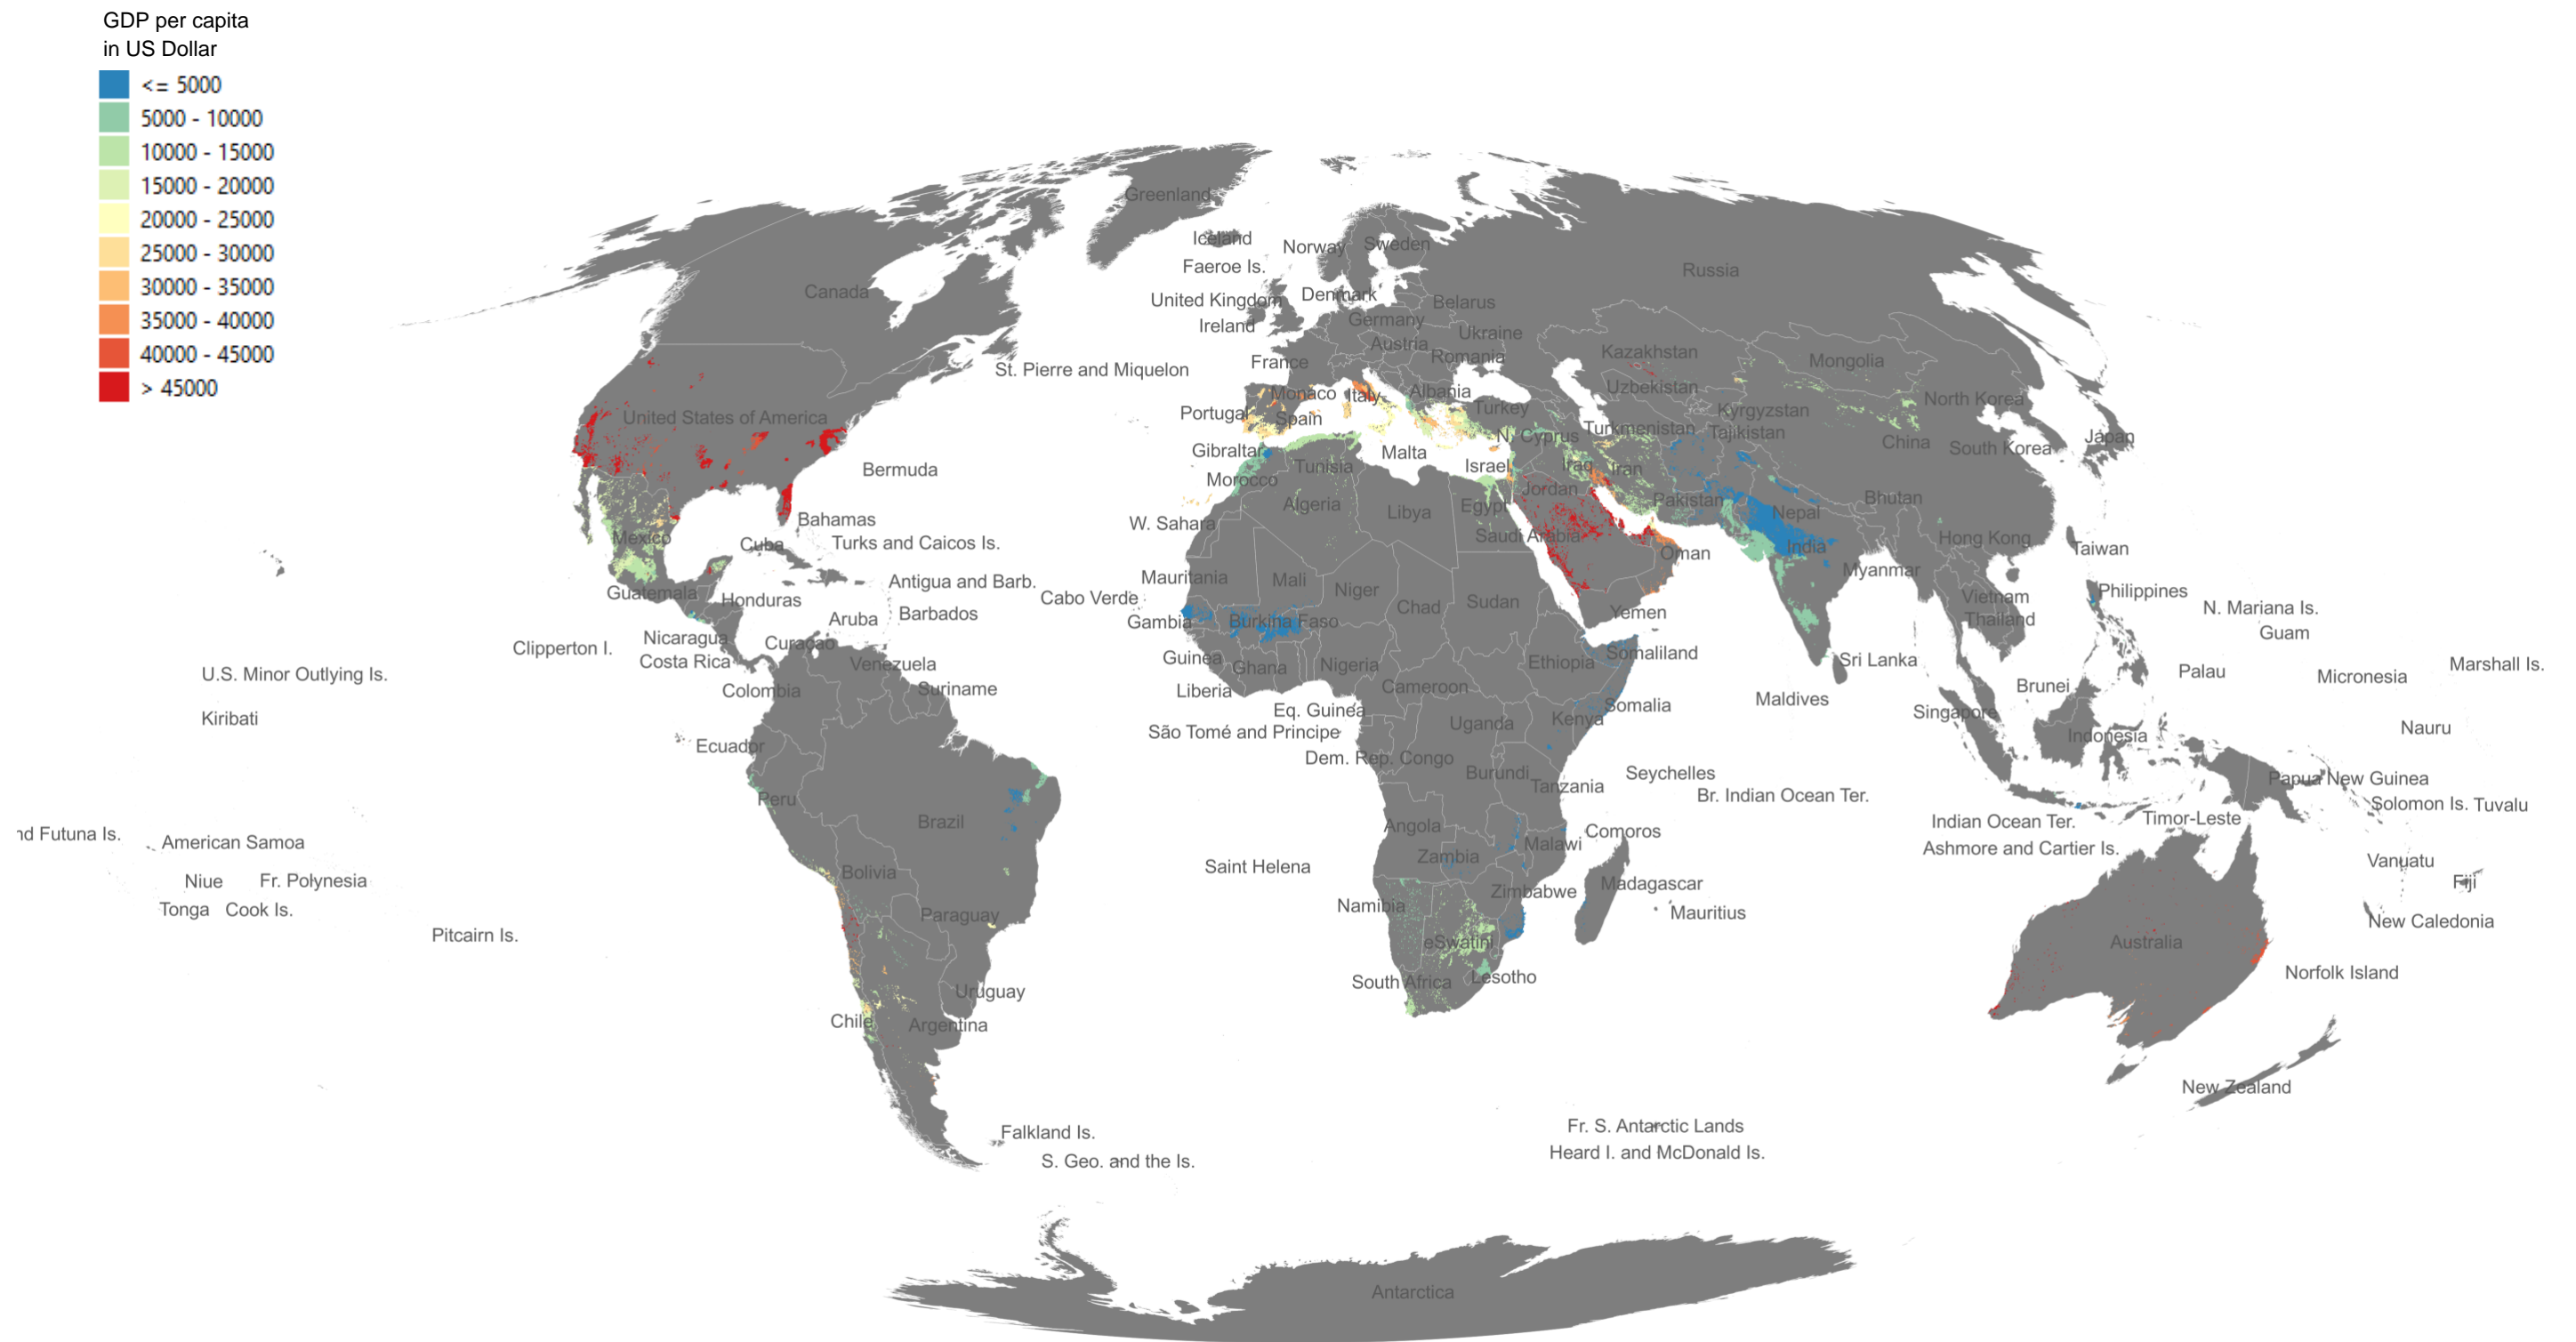 GDP per capita
in US Dollar
<= 5000
5000 - 10000
10000 - 15000
15000 - 20000
20000 - 25000
25000 - 30000
30000 - 35000
35000 - 40000
40000 - 45000
> 45000
Greenland
Iceland
Norway
Sweden
Faeroe Is.
Russia
Canada
United Kingdom
Denmark
Belarus
Ireland
Germany
Ukraine
Austria
France
Romania
Kazakhstan
Mongolia
St. Pierre and Miquelon
Monaco
Italy
Albania
Uzbekistan
North Korea
United States of America
Portugal
Spain
Turkey
Kyrgyzstan
Turkmenistan
Tajikistan
N. Cyprus
China
South Korea
Japan
Gibraltar
Malta
Bermuda
Tunisia
Israel
Iraq
Iran
Morocco
Jordan
Algeria
Libya
Egypt
Pakistan
Bhutan
Nepal
Bahamas
W. Sahara
Mexico
Cuba
Turks and Caicos Is.
Saudi Arabia
Oman
India
Hong Kong
Taiwan
Mauritania
Mali
Niger
Myanmar
Antigua and Barb.
Guatemala
Honduras
Cabo Verde
Chad
Sudan
Vietnam
Philippines
Aruba
Barbados
Gambia
Burkina Faso
Yemen
Thailand
N. Mariana Is.
Guam
Clipperton I.
Nicaragua
Curaçao
Costa Rica
Venezuela
Guinea
Ghana
Nigeria
Ethiopia
Somaliland
Sri Lanka
U.S. Minor Outlying Is.
Colombia
Suriname
Liberia
Cameroon
Maldives
Brunei
Palau
Micronesia
Marshall Is.
Kiribati
Eq. Guinea
Somalia
Uganda
Kenya
Singapore
São Tomé and Principe
Nauru
Ecuador
Indonesia
Dem. Rep. Congo
Burundi
Tanzania
Seychelles
Papua New Guinea
Peru
Br. Indian Ocean Ter.
Solomon Is.
Tuvalu
nd Futuna Is.
American Samoa
Brazil
Angola
Malawi
Comoros
Indian Ocean Ter.
Timor-Leste
Ashmore and Cartier Is.
Saint Helena
Zambia
Vanuatu
Bolivia
Niue
Fr. Polynesia
Zimbabwe
Madagascar
Fiji
Tonga
Cook Is.
Paraguay
Namibia
Mauritius
New Caledonia
Pitcairn Is.
eSwatini
Australia
South Africa
Lesotho
Norfolk Island
Uruguay
Chile
Argentina
New Zealand
Falkland Is.
Fr. S. Antarctic Lands
S. Geo. and the Is.
Heard I. and McDonald Is.
Antarctica